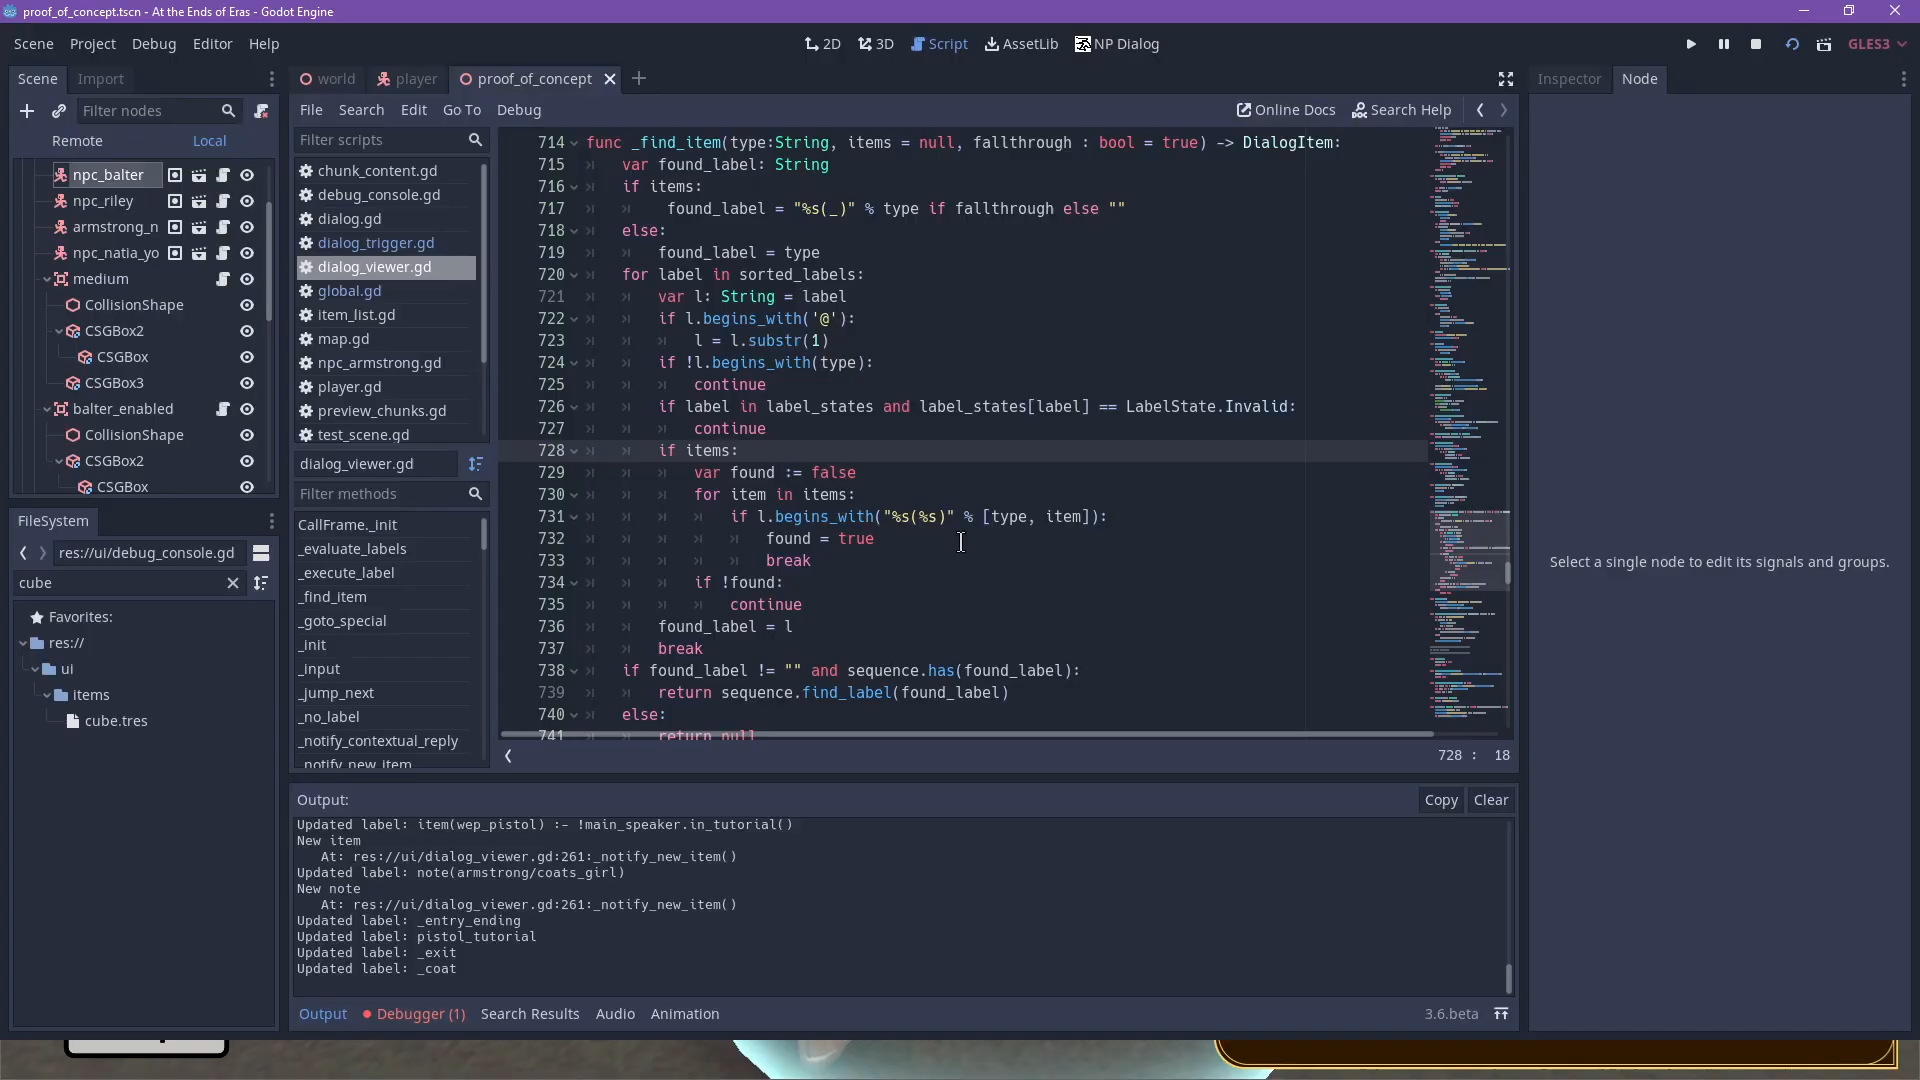 proof_of_concept.tscn - At the Ends of Eras - Godot Engine
Scene Project Debug Editor Help
2D 3D Script AssetLib NP Dialog
GLES3
Scene Import
Filter nodes
Remote Local
npc_balter
npc_riley
armstrong_n
npc_natia_yo
medium
CollisionShape
CSGBox2
CSGBox
CSGBox3
balter_enabled
CollisionShape
CSGBox2
CSGBox
FileSystem
res://ui/debug_console.gd
cube
Favorites:
res://
ui
items
cube.tres
world player proof_of_concept
File Search Edit Go To Debug
Online Docs Search Help
Filter scripts
chunk_content.gd
debug_console.gd
dialog.gd
dialog_trigger.gd
dialog_viewer.gd
global.gd
item_list.gd
map.gd
npc_armstrong.gd
player.gd
preview_chunks.gd
test_scene.gd
dialog_viewer.gd
Filter methods
CallFrame._init
_evaluate_labels
_execute_label
_find_item
_goto_special
_init
_input
_jump_next
_no_label
_notify_contextual_reply
_notify_new_item
714 func _find_item(type:String, items = null, fallthrough : bool = true) -> DialogItem:
715 var found_label: String
716 if items:
717 found_label = "%s(_)" % type if fallthrough else ""
718 else:
719 found_label = type
720 for label in sorted_labels:
721 var l: String = label
722 if l.begins_with('@'):
723 l = l.substr(1)
724 if !l.begins_with(type):
725 continue
726 if label in label_states and label_states[label] == LabelState.Invalid:
727 continue
728 if items:
729 var found := false
730 for item in items:
731 if l.begins_with("%s(%s)" % [type, item]):
732 found = true
733 break
734 if !found:
735 continue
736 found_label = l
737 break
738 if found_label != "" and sequence.has(found_label):
739 return sequence.find_label(found_label)
740 else:
741 return null
728 : 18
Output:
Copy Clear
Updated label: item(wep_pistol) :- !main_speaker.in_tutorial()
New item
At: res://ui/dialog_viewer.gd:261:_notify_new_item()
Updated label: note(armstrong/coats_girl)
New note
At: res://ui/dialog_viewer.gd:261:_notify_new_item()
Updated label: _entry_ending
Updated label: pistol_tutorial
Updated label: _exit
Updated label: _coat
Output Debugger (1) Search Results Audio Animation
3.6.beta
Inspector Node
Select a single node to edit its signals and groups.